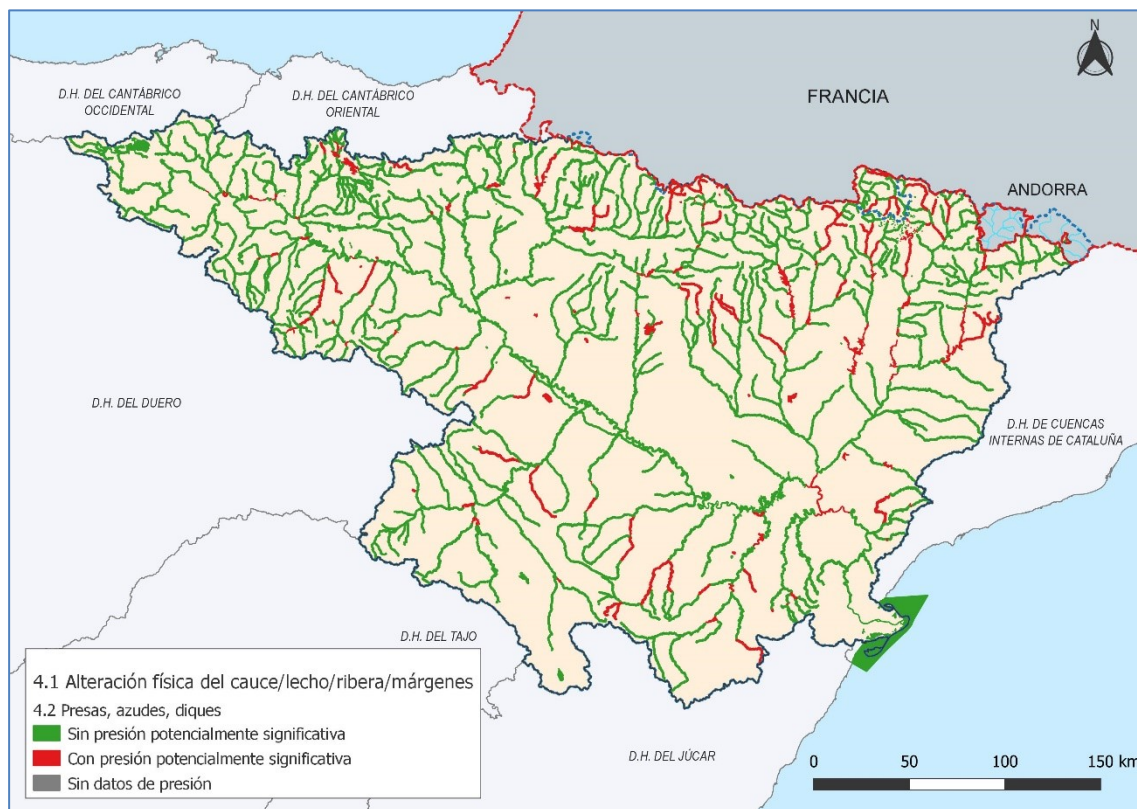 N
D.H. DEL CANTÁBRICO
OCCIDENTAL
D.H. DEL CANTÁBRICO
ORIENTAL
FRANCIA
ANDORRA
D.H. DEL DUERO
D.H. DE CUENCAS
INTERNAS DE CATALUÑA
D.H. DEL TAJO
D.H. DEL JÚCAR
4.1 Alteración física del cauce/lecho/ribera/márgenes
4.2 Presas, azudes, diques
Sin presión potencialmente significativa
Con presión potencialmente significativa
Sin datos de presión
0 50 100 150 km